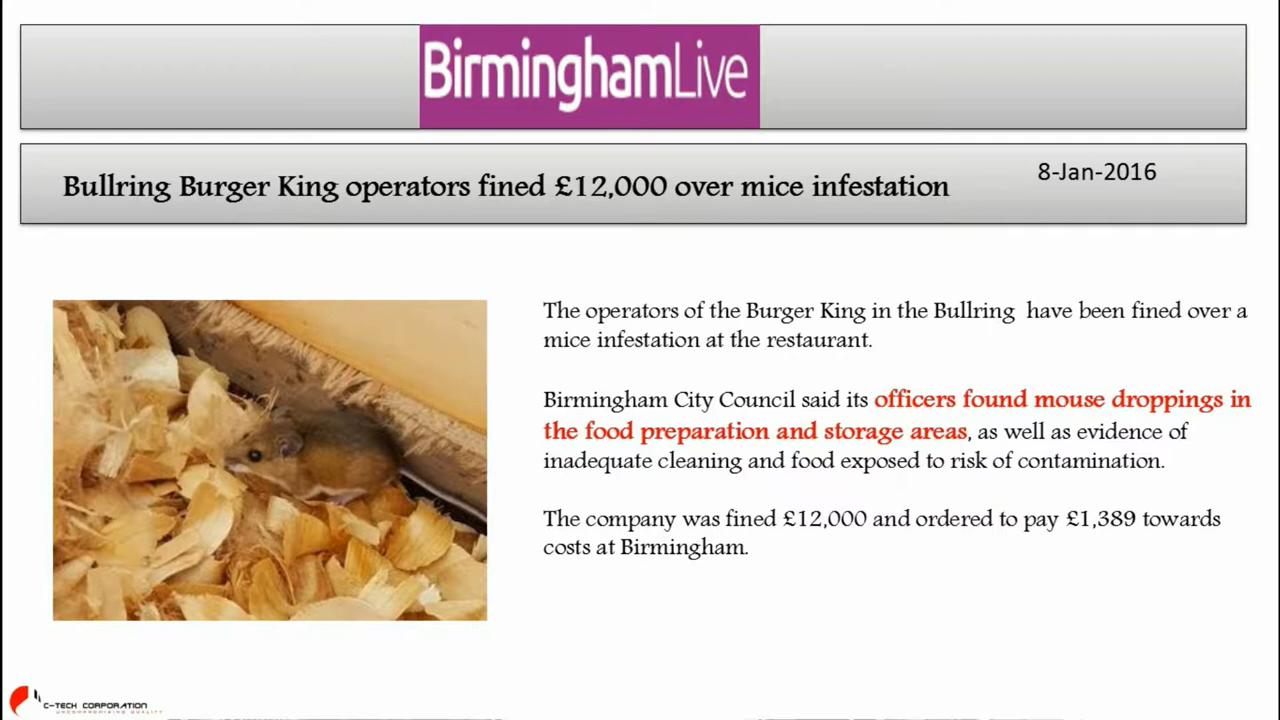 BirminghamLive
Bullring Burger King operators fined £12,000 over mice infestation
8-Jan-2016
The operators of the Burger King in the Bullring have been fined over a
mice infestation at the restaurant.
Birmingham City Council said its officers found mouse droppings in
the food preparation and storage areas, as well as evidence of
inadequate cleaning and food exposed to risk of contamination.
The company was fined £12,000 and ordered to pay £1,389 towards
costs at Birmingham.
C-TECH CORPORATION
UNCOMPROMISING QUALITY